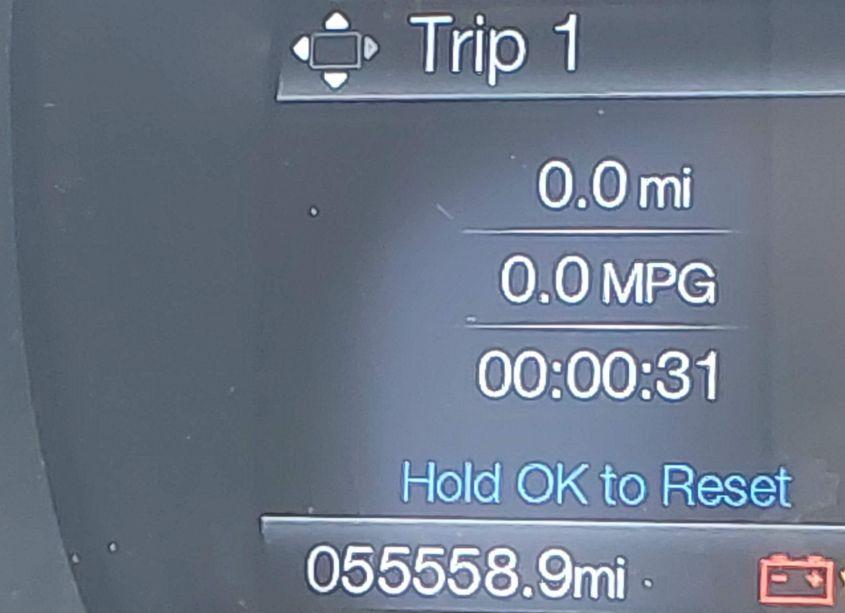 Trip 1
0.0 mi
0.0 MPG
00:00:31
Hold OK to Reset
055558.9mi